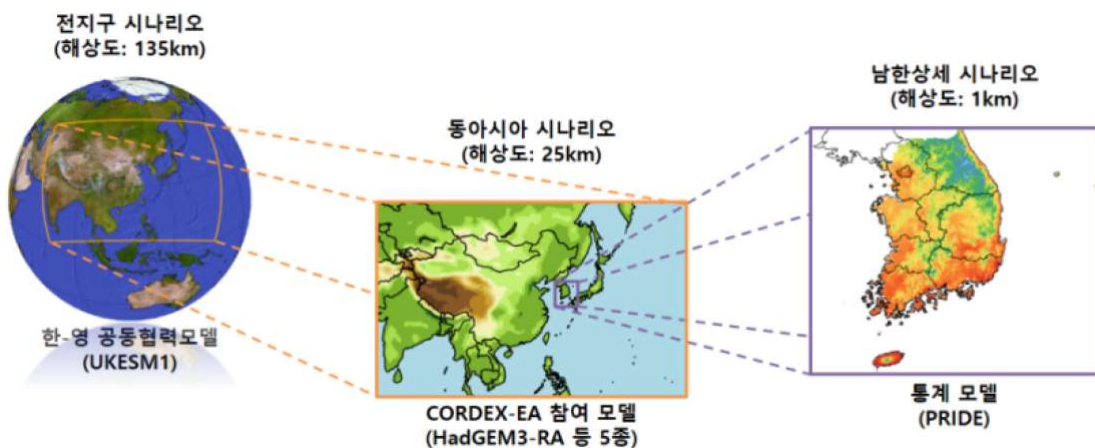 전지구 시나리오
(해상도: 135km)
한-영 공동협력모델
(UKESM1)
동아시아 시나리오
(해상도: 25km)
CORDEX-EA 참여 모델
(HadGEM3-RA 등 5종)
남한상세 시나리오
(해상도: 1km)
통계 모델
(PRIDE)